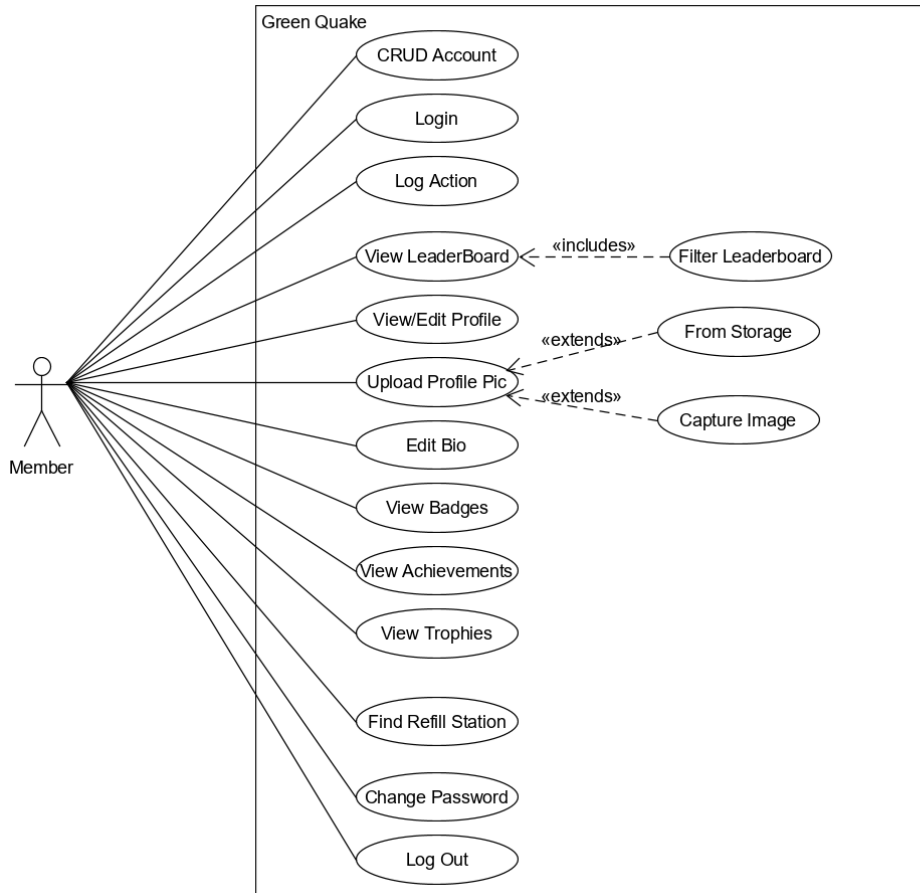 Green Quake
CRUD Account
Login
Log Action
View LeaderBoard
«includes»
Filter Leaderboard
View/Edit Profile
From Storage
«extends»
Upload Profile Pic
«extends»
Capture Image
Edit Bio
Member
View Badges
View Achievements
View Trophies
Find Refill Station
Change Password
Log Out